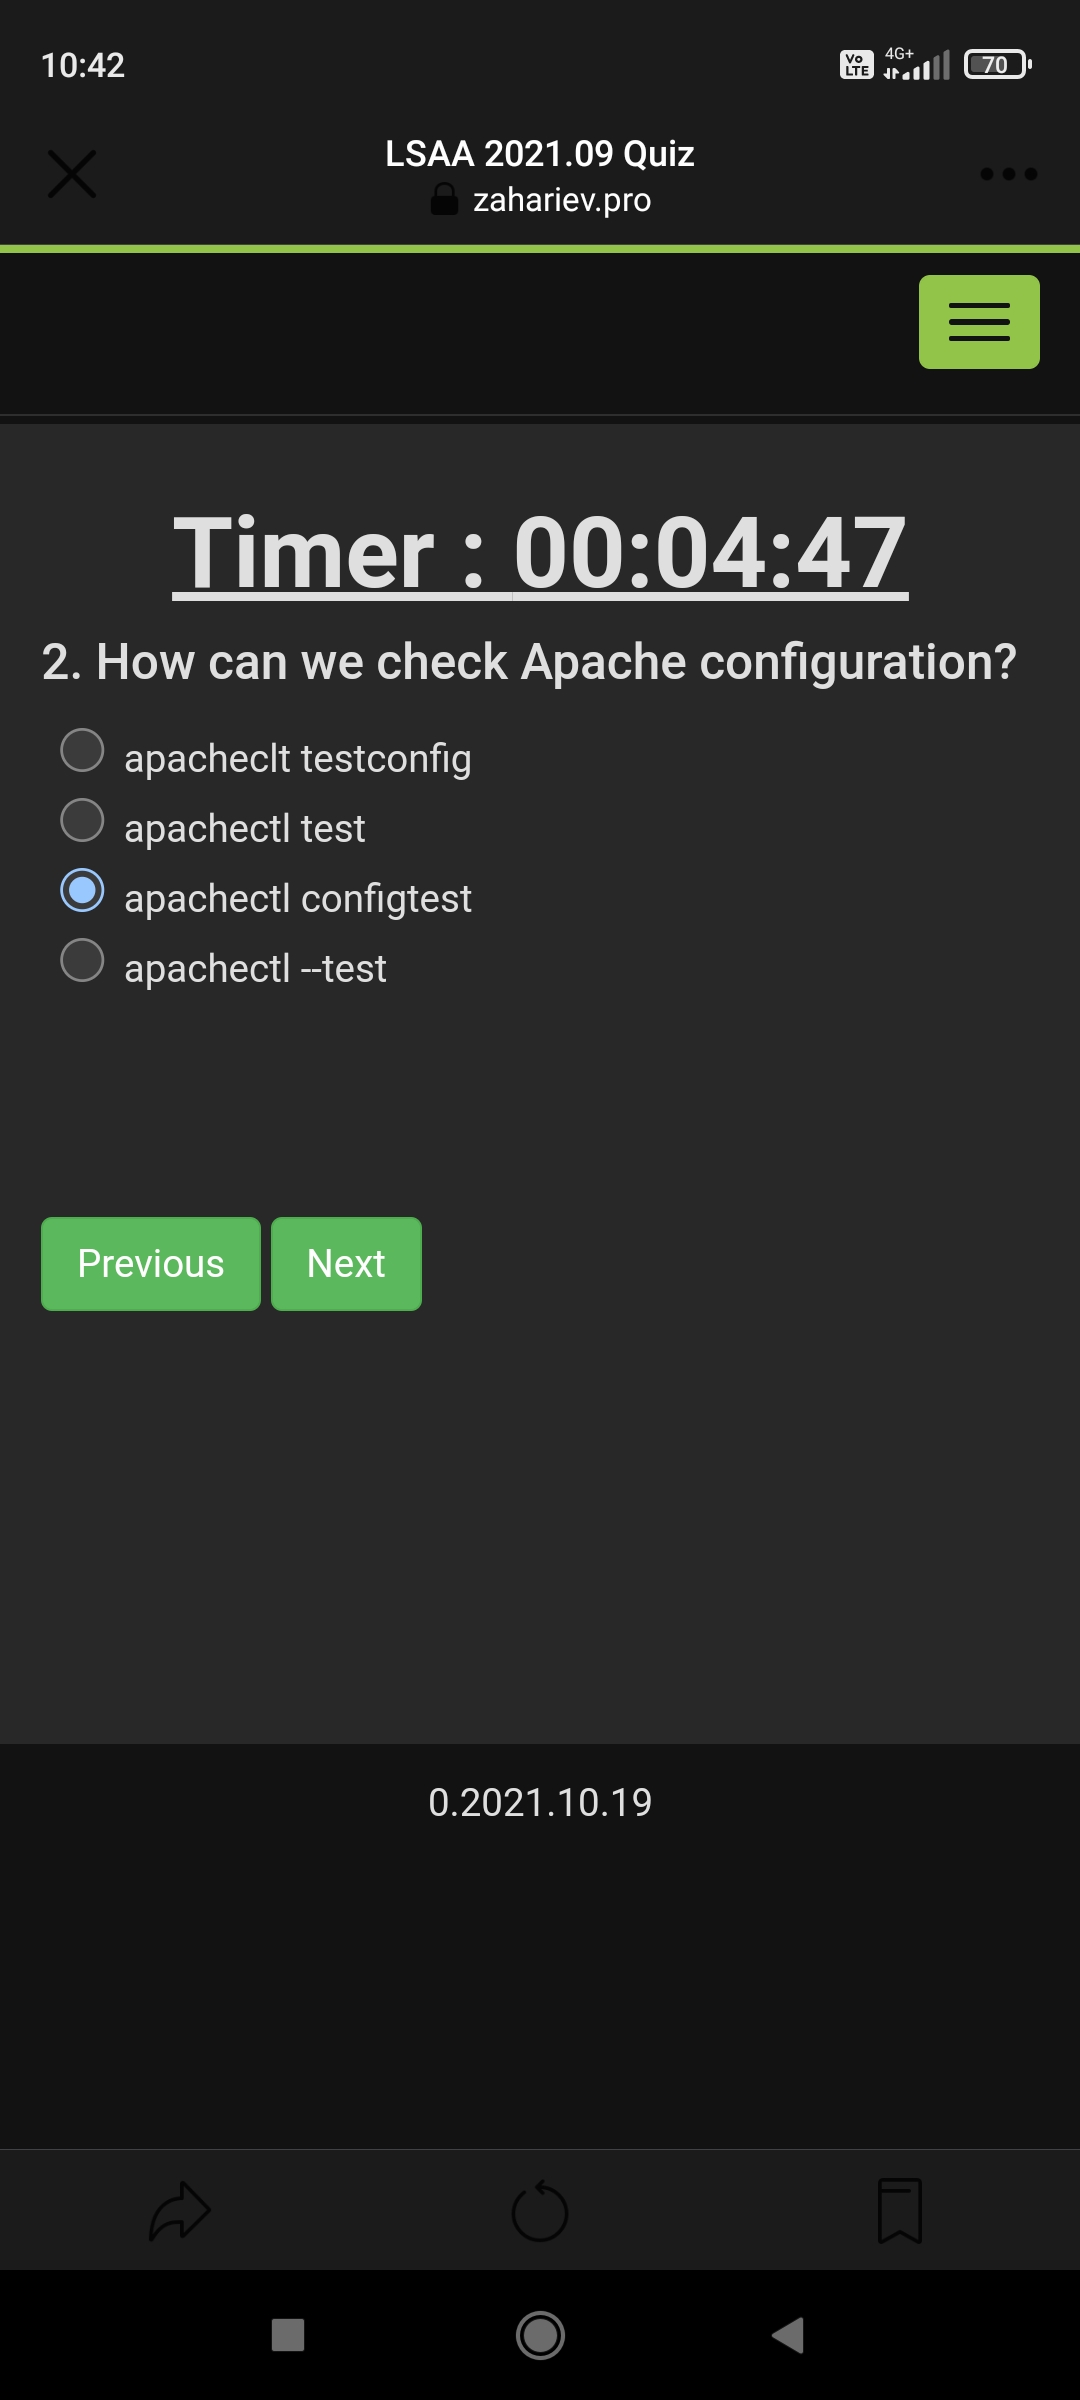 10:42
Vo LTE
4G+
70
LSAA 2021.09 Quiz
zahariev.pro
Timer : 00:04:47
2. How can we check Apache configuration?
apacheclt testconfig
apachectl test
apachectl configtest
apachectl --test
Previous
Next
0.2021.10.19